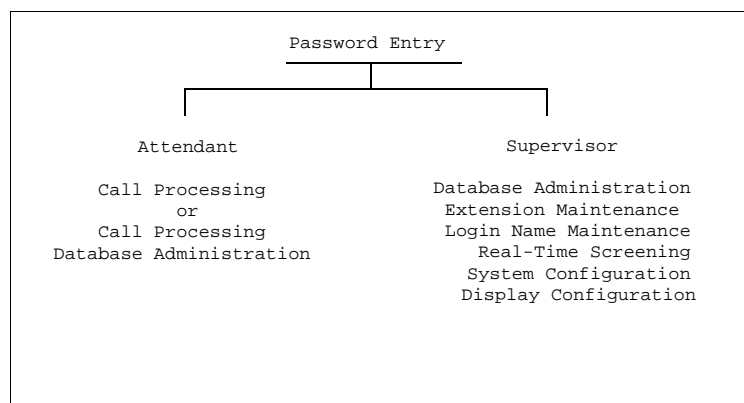 Password Entry
Attendant
Call Processing
or
Call Processing
Database Administration
Supervisor
Database Administration
Extension Maintenance
Login Name Maintenance
Real-Time Screening
System Configuration
Display Configuration